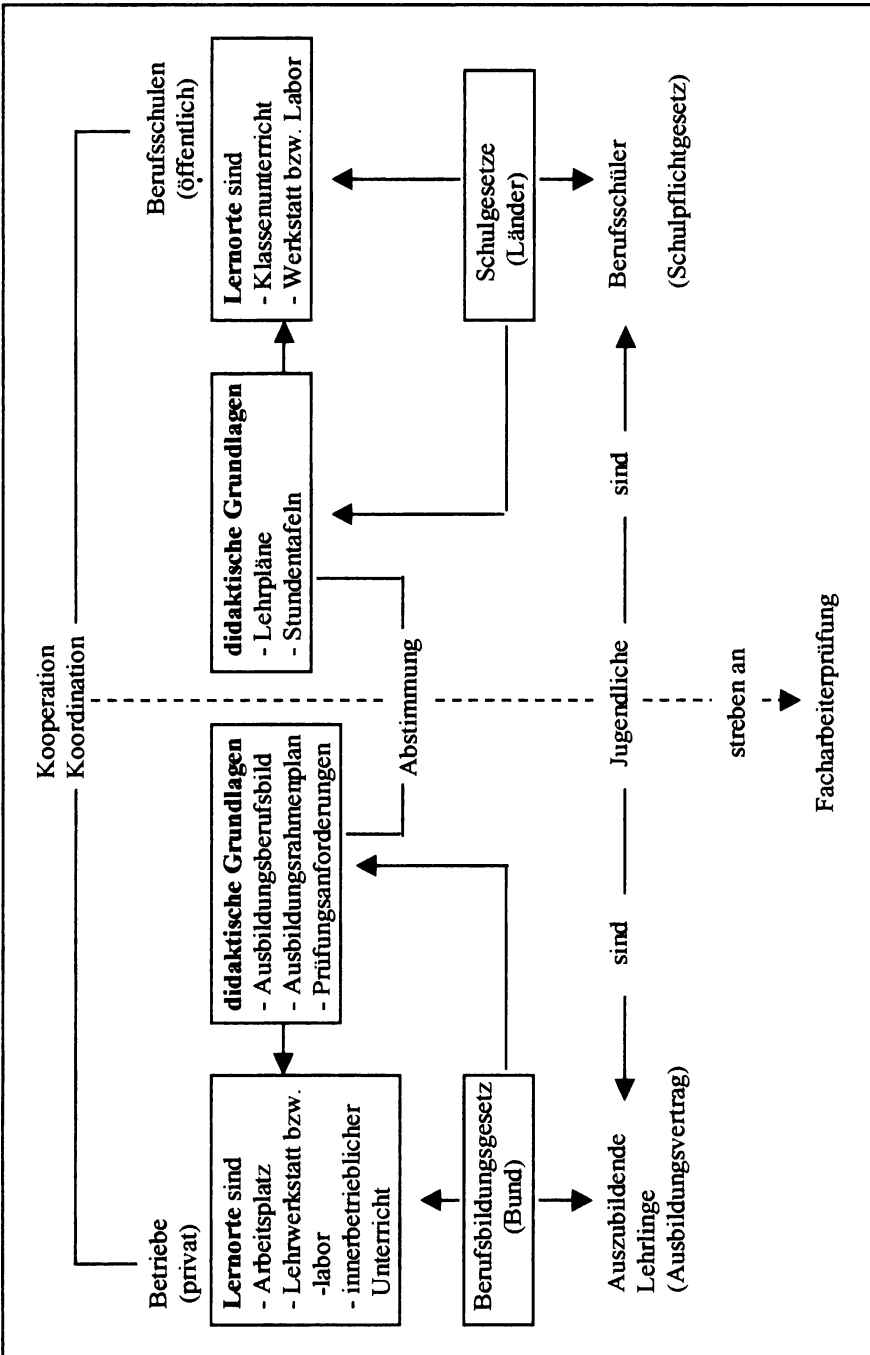 Kooperation
Koordination
Betriebe
(privat)
Berufsschulen
(öffentlich)
Lernorte sind
- Arbeitsplatz
- Lehrwerkstatt bzw.
-labor
- innerbetrieblicher
Unterricht
didaktische Grundlagen
- Ausbildungsberufsbild
- Ausbildungsrahmenplan
- Prüfungsanforderungen
didaktische Grundlagen
- Lehrpläne
- Stundentafeln
Lernorte sind
- Klassenunterricht
- Werkstatt bzw. Labor
Abstimmung
Berufsbildungsgesetz
(Bund)
Schulgesetze
(Länder)
Auszubildende
Lehrlinge
(Ausbildungsvertrag)
sind
Jugendliche
sind
Berufsschüler
(Schulpflichtgesetz)
streben an
Facharbeiterprüfung